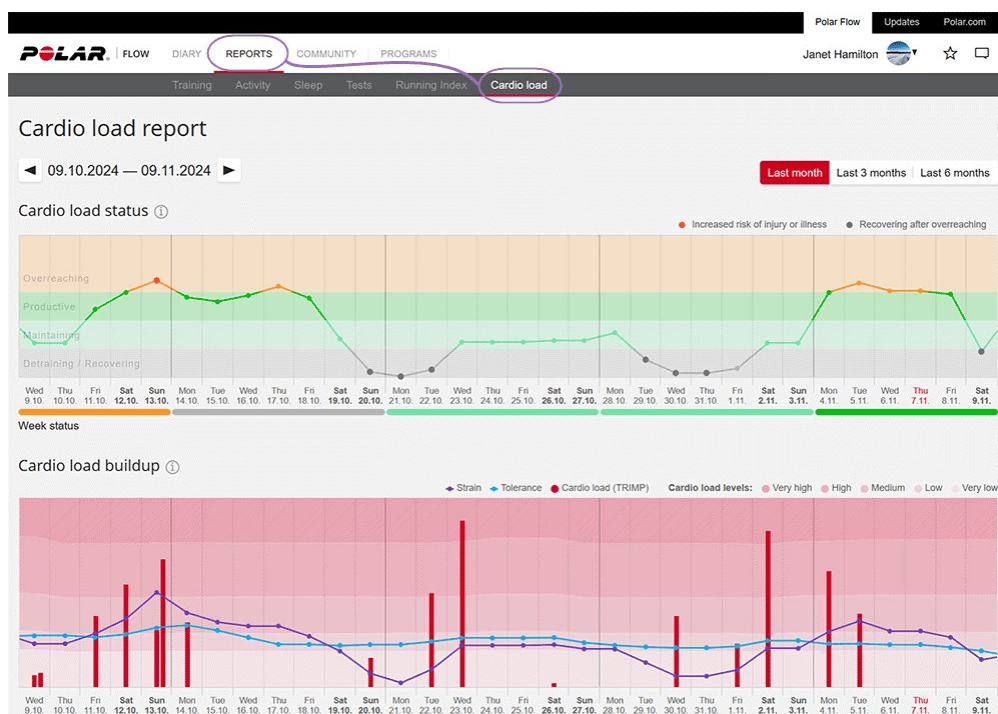 Polar Flow Updates Polar.com
POLAR. FLOW DIARY REPORTS COMMUNITY PROGRAMS Janet Hamilton
Training Activity Sleep Tests Running Index Cardio load
Cardio load report
09.10.2024 — 09.11.2024
Last month Last 3 months Last 6 months
Cardio load status
Increased risk of injury or illness Recovering after overreaching
Overreaching
Productive
Maintaining
Detraining / Recovering
Wed Thu Fri Sat Sun Mon Tue Wed Thu Fri Sat Sun Mon Tue Wed Thu Fri Sat Sun Mon Tue Wed Thu Fri Sat Sun Mon Tue Wed Thu Fri Sat
9.10. 10.10. 11.10. 12.10. 13.10. 14.10. 15.10. 16.10. 17.10. 18.10. 19.10. 20.10. 21.10. 22.10. 23.10. 24.10. 25.10. 26.10. 27.10. 28.10. 29.10. 30.10. 31.10. 1.11. 2.11. 3.11. 4.11. 5.11. 6.11. 7.11. 8.11. 9.11.
Week status
Cardio load buildup
Strain Tolerance Cardio load (TRIMP) Cardio load levels: Very high High Medium Low Very low
Wed Thu Fri Sat Sun Mon Tue Wed Thu Fri Sat Sun Mon Tue Wed Thu Fri Sat Sun Mon Tue Wed Thu Fri Sat Sun Mon Tue Wed Thu Fri Sat
9.10. 10.10. 11.10. 12.10. 13.10. 14.10. 15.10. 16.10. 17.10. 18.10. 19.10. 20.10. 21.10. 22.10. 23.10. 24.10. 25.10. 26.10. 27.10. 28.10. 29.10. 30.10. 31.10. 1.11. 2.11. 3.11. 4.11. 5.11. 6.11. 7.11. 8.11. 9.11.